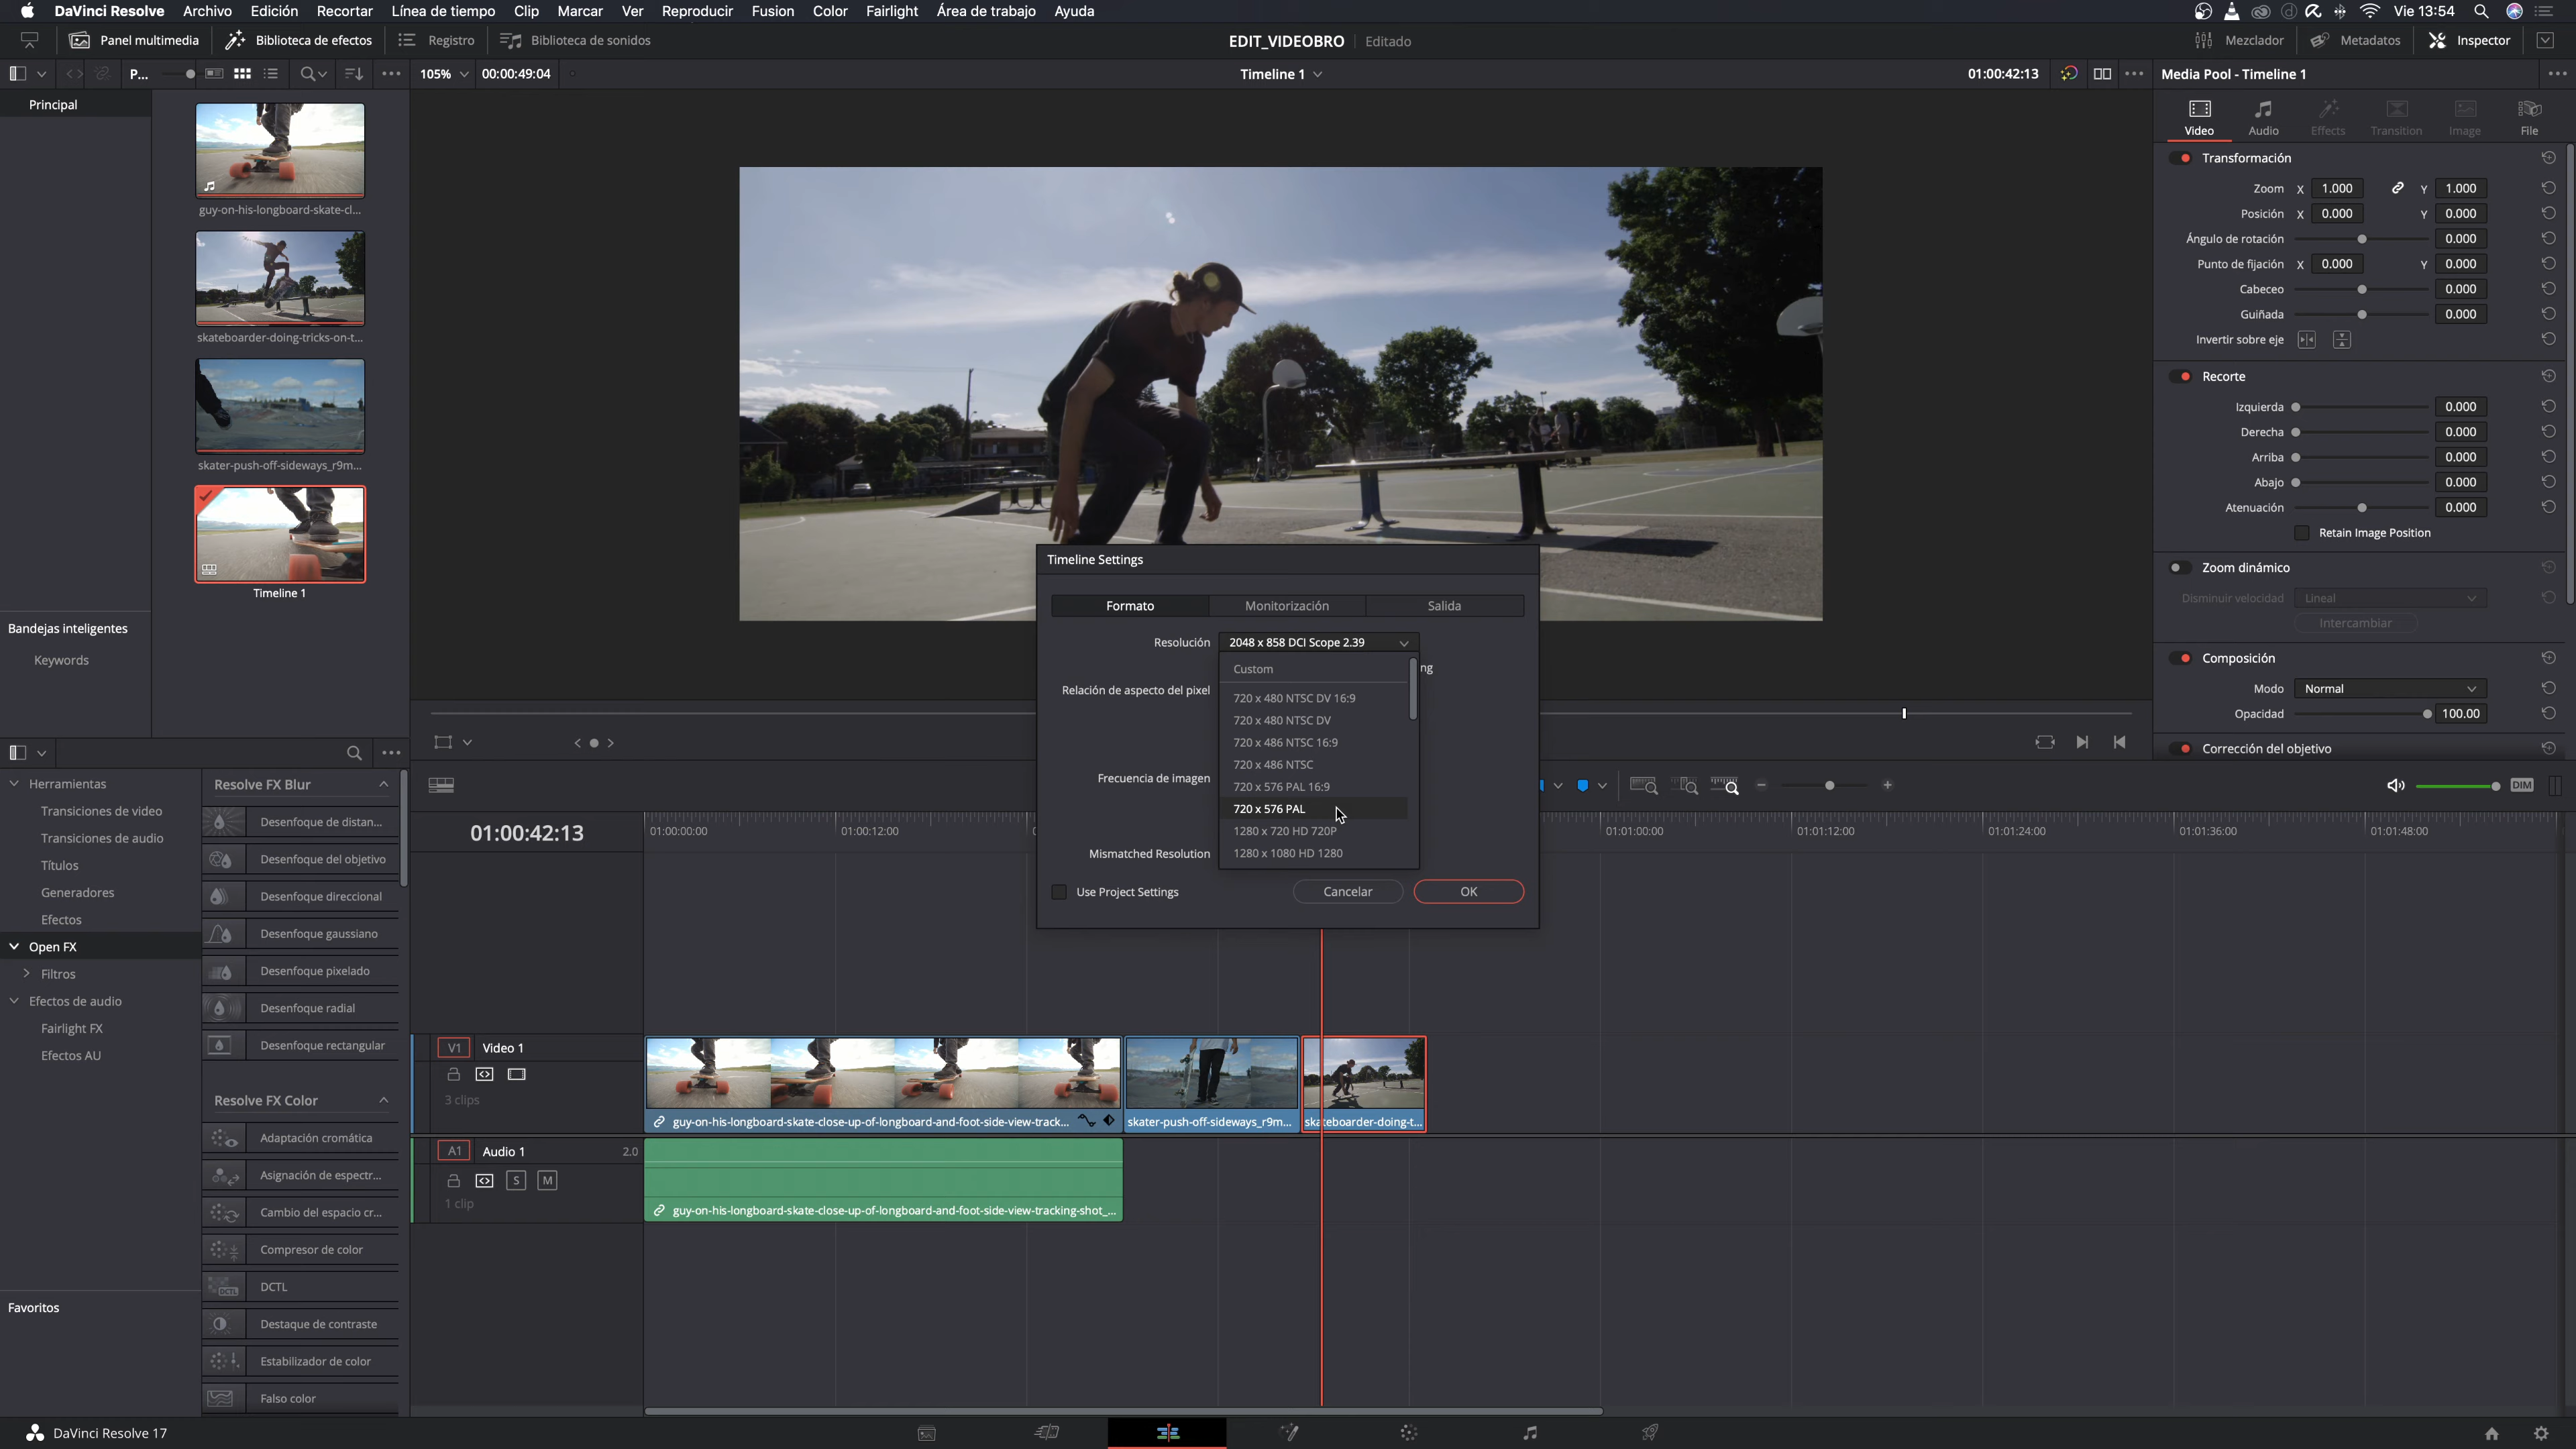 DaVinci Resolve Archivo Edición Recortar Línea de tiempo Clip Marcar Ver Reproducir Fusion Color Fairlight Área de trabajo Ayuda Vie 13:54
Panel multimedia Biblioteca de efectos Registro Biblioteca de sonidos EDIT_VIDEOBRO Editado Mezclador Metadatos Inspector
P... 105% 00:00:49:04 Timeline 1 01:00:42:13 Media Pool - Timeline 1
Principal
guy-on-his-longboard-skate-cl...
skateboarder-doing-tricks-on-t...
skater-push-off-sideways_r9m...
Timeline 1
Bandejas inteligentes
Keywords
Video Audio Effects Transition Image File
Transformación
Zoom X 1.000 Y 1.000
Posición X 0.000 Y 0.000
Ángulo de rotación 0.000
Punto de fijación X 0.000 Y 0.000
Cabeceo 0.000
Guiñada 0.000
Invertir sobre eje
Recorte
Izquierda 0.000
Derecha 0.000
Arriba 0.000
Abajo 0.000
Atenuación 0.000
Retain Image Position
Zoom dinámico
Disminuir velocidad Lineal
Intercambiar
Composición
Modo Normal
Opacidad 100.00
Corrección del objetivo
Timeline Settings
Formato Monitorización Salida
Resolución 2048 x 858 DCI Scope 2.39
Custom ng
Relación de aspecto del pixel
720 x 480 NTSC DV 16:9
720 x 480 NTSC DV
720 x 486 NTSC 16:9
720 x 486 NTSC
Frecuencia de imagen
720 x 576 PAL 16:9
720 x 576 PAL
1280 x 720 HD 720P
Mismatched Resolution
1280 x 1080 HD 1280
Use Project Settings Cancelar OK
Herramientas
Transiciones de video
Transiciones de audio
Títulos
Generadores
Efectos
Open FX
Filtros
Efectos de audio
Fairlight FX
Efectos AU
Favoritos
Resolve FX Blur
Desenfoque de distan...
Desenfoque del objetivo
Desenfoque direccional
Desenfoque gaussiano
Desenfoque pixelado
Desenfoque radial
Desenfoque rectangular
Resolve FX Color
Adaptación cromática
Asignación de espectr...
Cambio del espacio cr...
Compresor de color
DCTL
Destaque de contraste
Estabilizador de color
Falso color
DIM
01:00:42:13 01:00:00:00 01:00:12:00 0 01:01:00:00 01:01:12:00 01:01:24:00 01:01:36:00 01:01:48:00
V1 Video 1
3 clips
guy-on-his-longboard-skate-close-up-of-longboard-and-foot-side-view-track... skater-push-off-sideways_r9m... skateboarder-doing-t...
A1 Audio 1 2.0
S M
1 clip
guy-on-his-longboard-skate-close-up-of-longboard-and-foot-side-view-tracking-shot_...
DaVinci Resolve 17